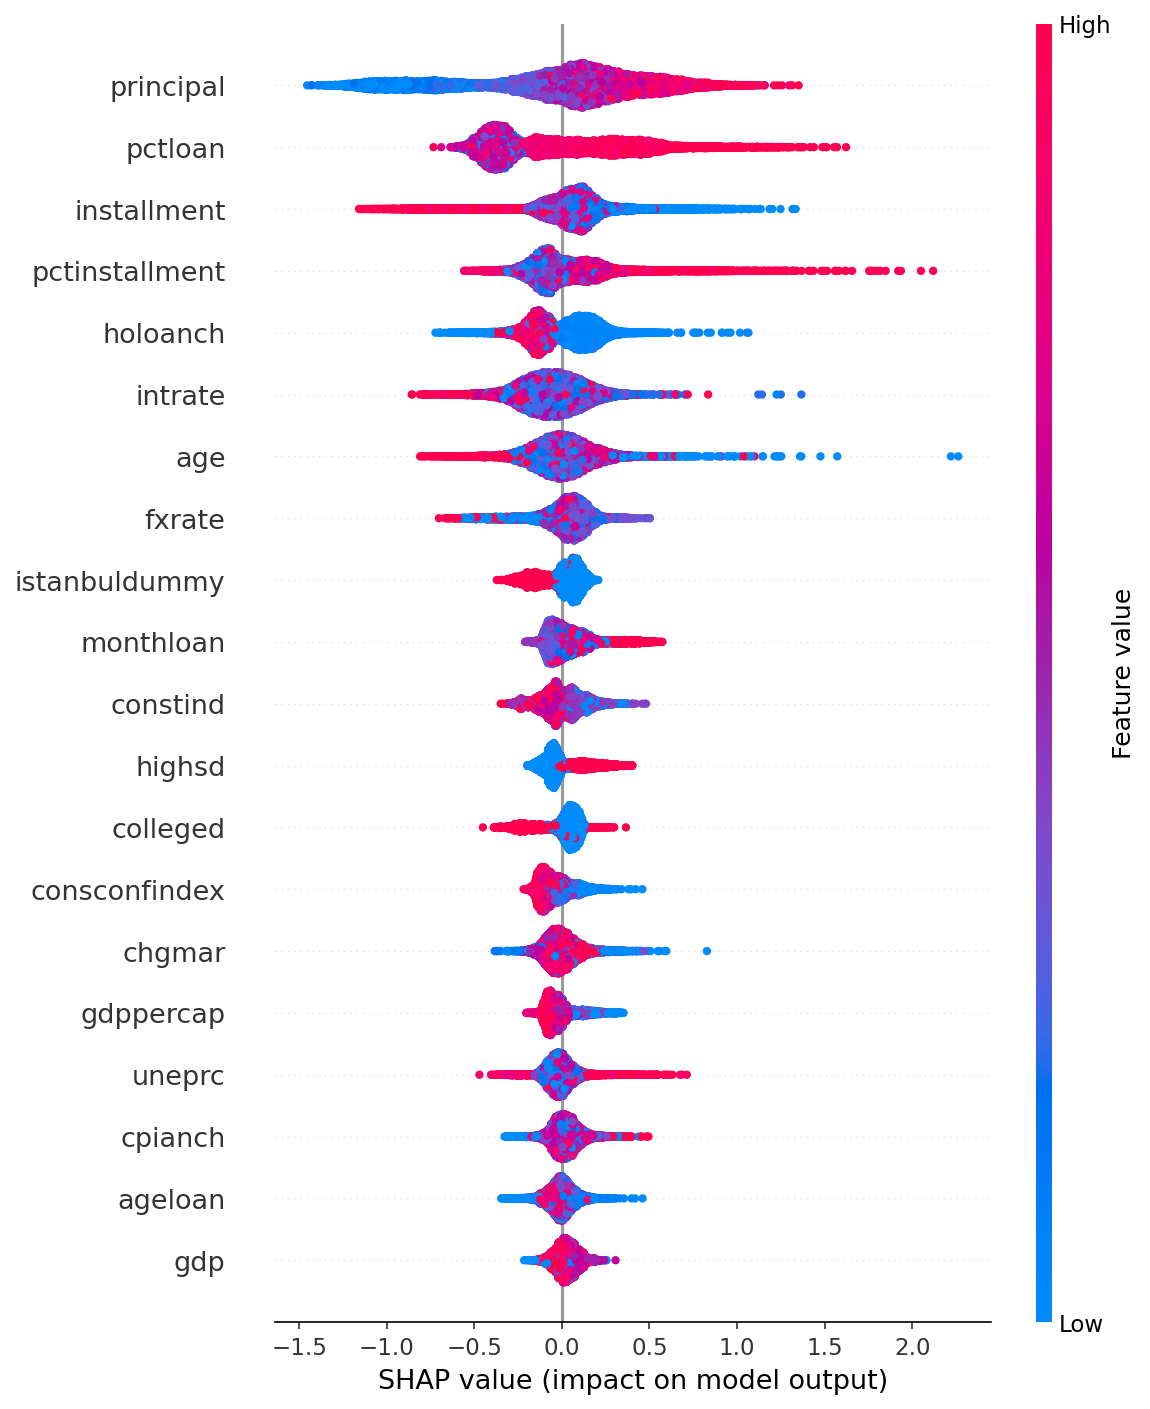 High
principal
pctloan
installment
pctinstallment
holoanch
intrate
age
fxrate
istanbuldummy
monthloan
constind
highsd
colleged
consconfindex
chgmar
gdppercap
uneprc
cpianch
ageloan
gdp
Feature value
Low
−1.5 −1.0 −0.5 0.0 0.5 1.0 1.5 2.0
SHAP value (impact on model output)